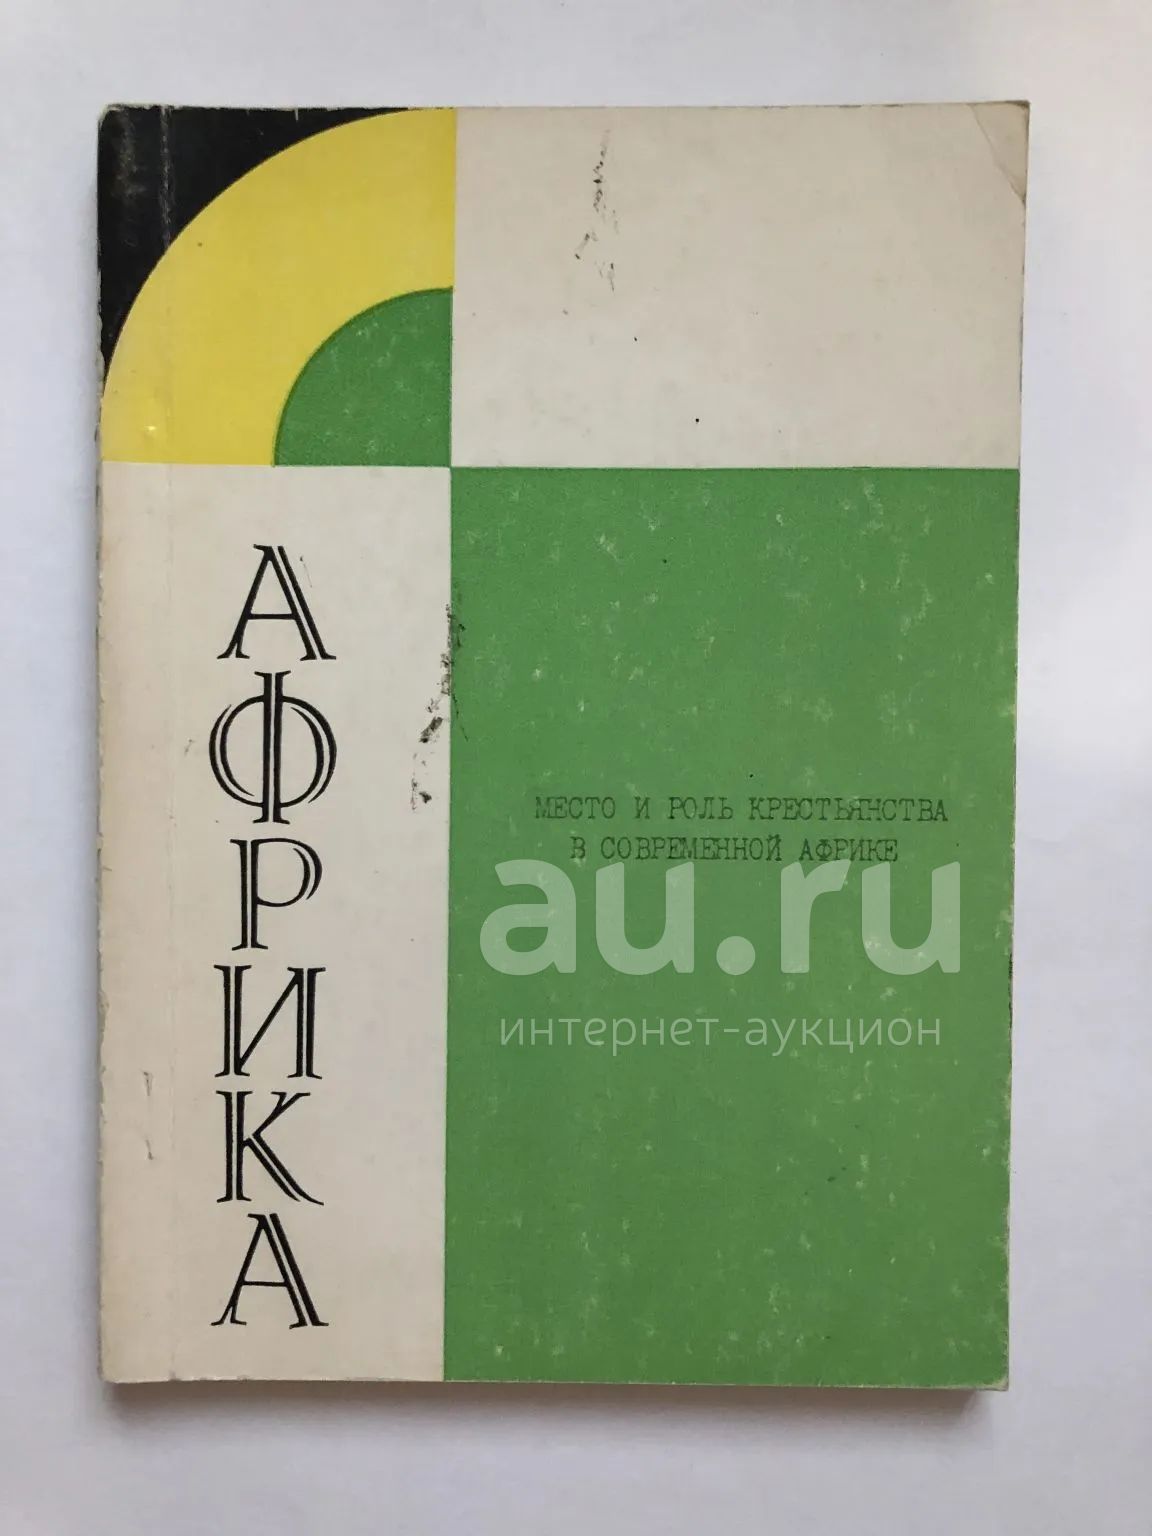 АФРИКА
МЕСТО И РОЛЬ КРЕСТЬЯНСТВА
В СОВРЕМЕННОЙ АФРИКЕ
au.ru
интернет-аукцион